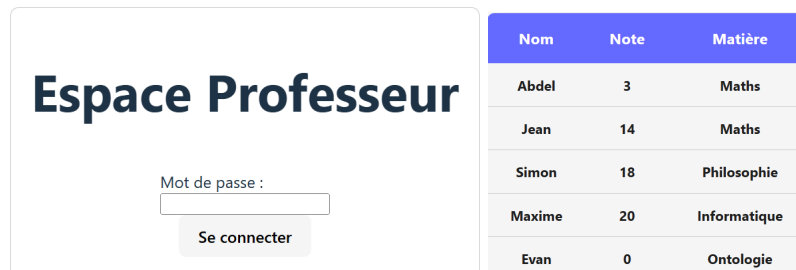 Espace Professeur
Mot de passe :
Se connecter
Nom Note Matière
Abdel 3 Maths
Jean 14 Maths
Simon 18 Philosophie
Maxime 20 Informatique
Evan 0 Ontologie